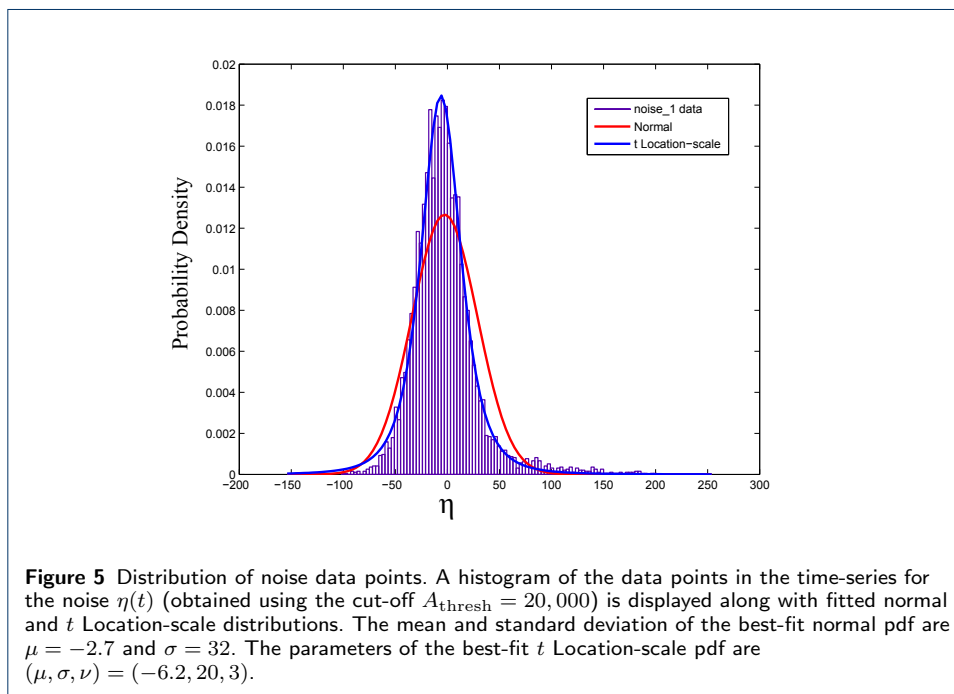 0.02
0.018
0.016
0.014
0.012
0.01
0.008
0.006
0.004
0.002
0
Probability Density
noise_1 data
Normal
t Location−scale
−200 −150 −100 −50 0 50 100 150 200 250 300
η
Figure 5 Distribution of noise data points. A histogram of the data points in the time-series for
the noise η(t) (obtained using the cut-off A_thresh = 20,000) is displayed along with fitted normal
and t Location-scale distributions. The mean and standard deviation of the best-fit normal pdf are
μ = −2.7 and σ = 32. The parameters of the best-fit t Location-scale pdf are
(μ, σ, ν) = (−6.2, 20, 3).